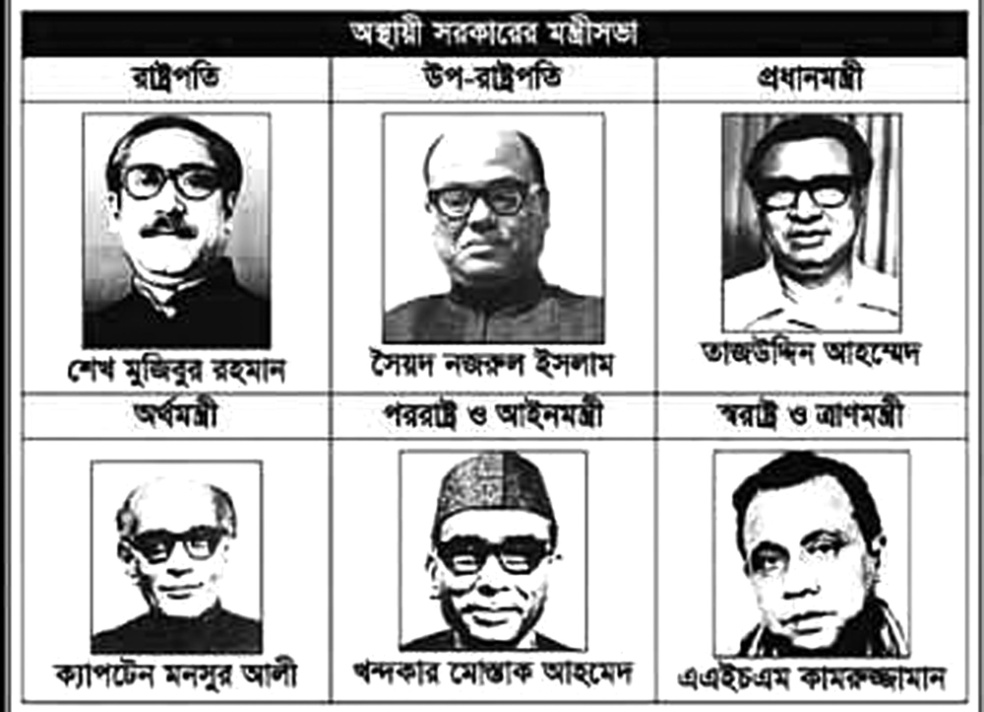 অস্থায়ী সরকারের মন্ত্রীসভা
রাষ্ট্রপতি উপ-রাষ্ট্রপতি প্রধানমন্ত্রী
শেখ মুজিবুর রহমান সৈয়দ নজরুল ইসলাম তাজউদ্দিন আহম্মেদ
অর্থমন্ত্রী পররাষ্ট্র ও আইনমন্ত্রী স্বরাষ্ট্র ও ত্রাণমন্ত্রী
ক্যাপটেন মনসুর আলী খন্দকার মোস্তাক আহমেদ এএইচএম কামরুজ্জামান